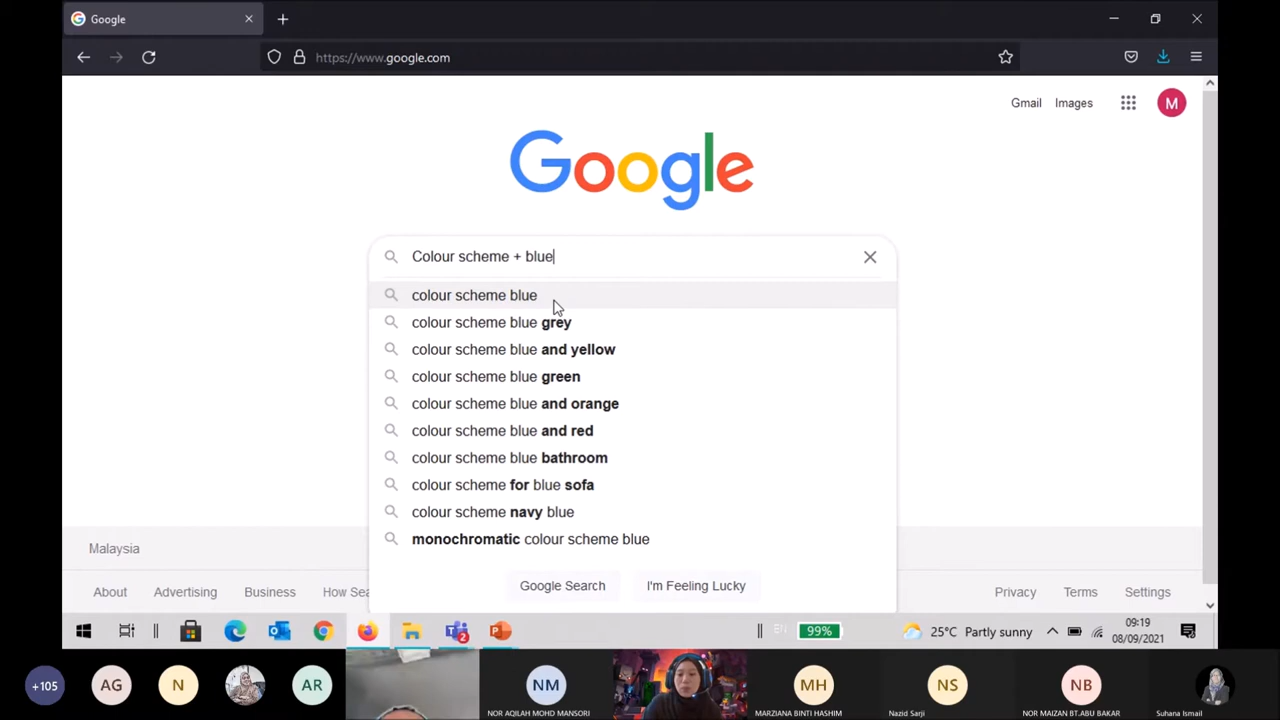 Google
https://www.google.com
Gmail Images M
Google
Colour scheme + blue
colour scheme blue
colour scheme blue grey
colour scheme blue and yellow
colour scheme blue green
colour scheme blue and orange
colour scheme blue and red
colour scheme blue bathroom
colour scheme for blue sofa
colour scheme navy blue
monochromatic colour scheme blue
Google Search I'm Feeling Lucky
Malaysia
About Advertising Business How Sea Privacy Terms Settings
2 99% 25°C Partly sunny 09:19
08/09/2021
+105 AG N AR NM MH NS NB
NOR AQILAH MOHD MANSORI MARZIANA BINTI HASHIM Nazid Sarji NOR MAIZAN BT.ABU BAKAR Suhana Ismail